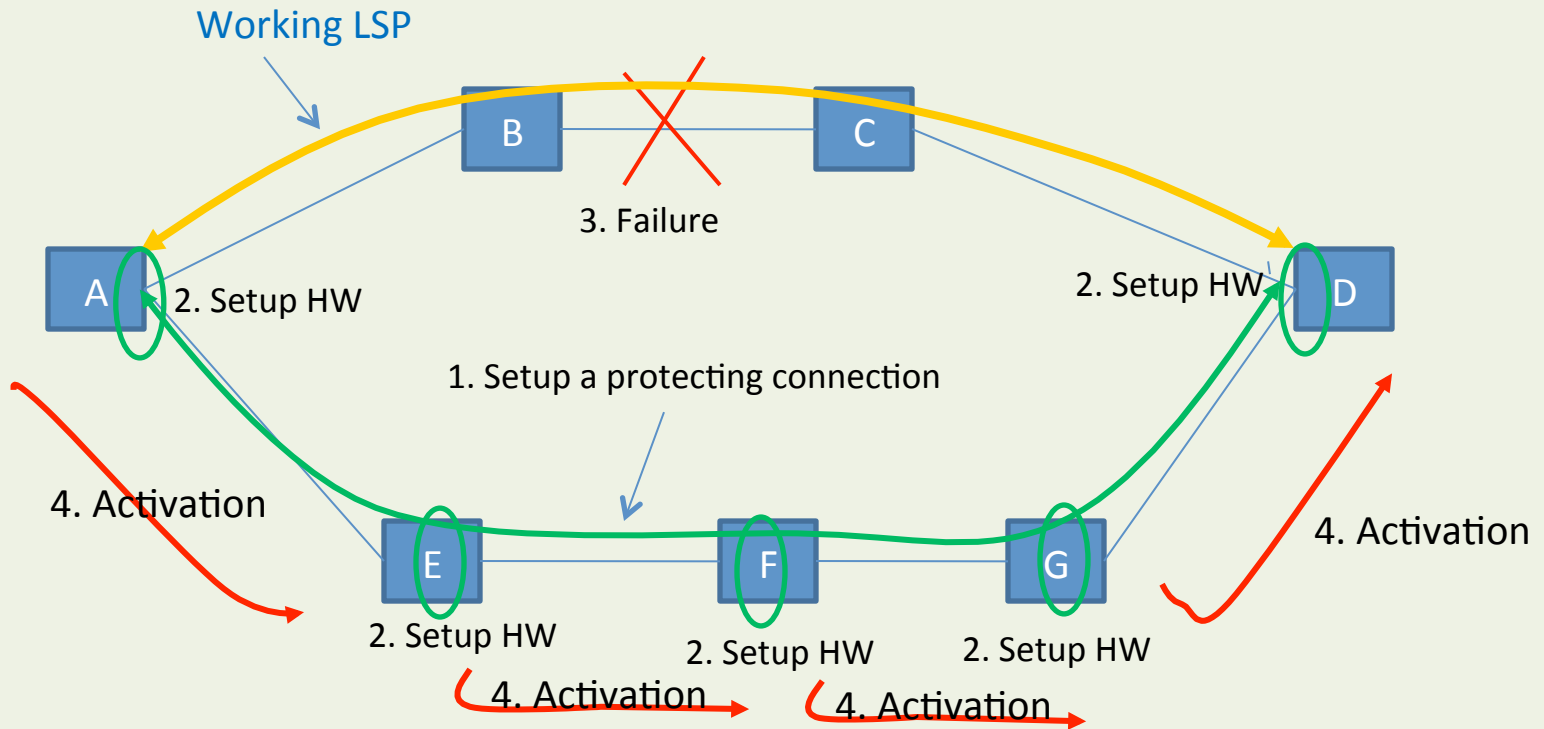 Working LSP
B
C
3. Failure
A
2. Setup HW
2. Setup HW
D
1. Setup a protecting connection
4. Activation
4. Activation
E
F
G
2. Setup HW
2. Setup HW
2. Setup HW
4. Activation
4. Activation